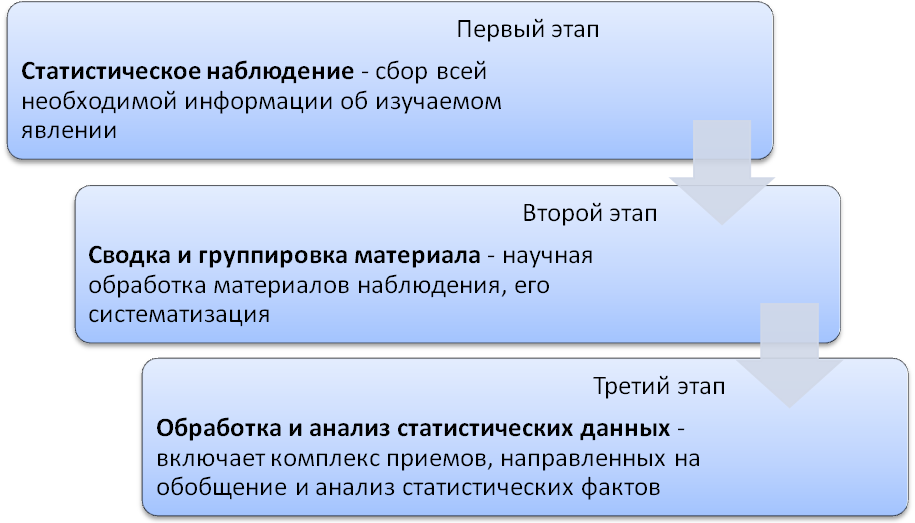 Первый этап
Статистическое наблюдение - сбор всей
необходимой информации об изучаемом
явлении
Второй этап
Сводка и группировка материала - научная
обработка материалов наблюдения, его
систематизация
Третий этап
Обработка и анализ статистических данных -
включает комплекс приемов, направленных на
обобщение и анализ статистических фактов